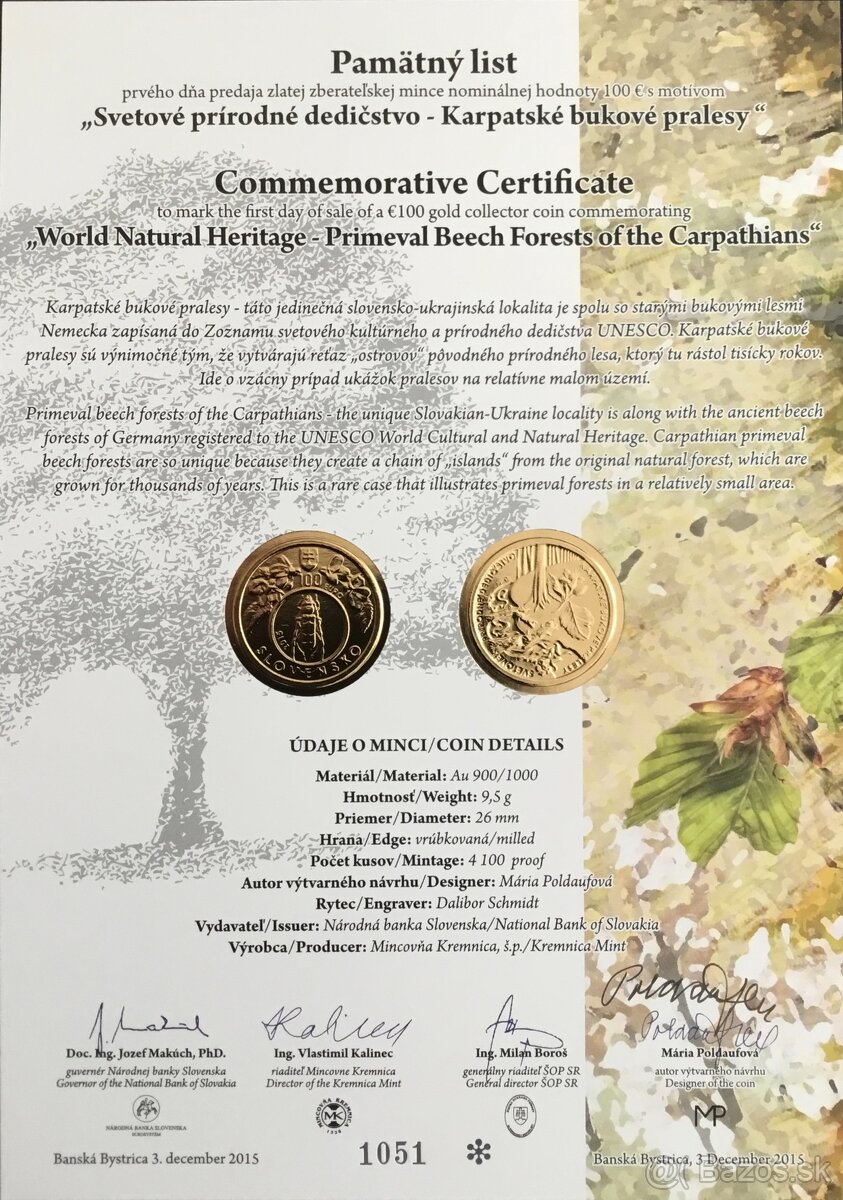 Pamätný list
prvého dňa predaja zlatej zberateľskej mince nominálnej hodnoty 100 € s motívom
„Svetové prírodné dedičstvo - Karpatské bukové pralesy “
Commemorative Certificate
to mark the first day of sale of a €100 gold collector coin commemorating
„World Natural Heritage - Primeval Beech Forests of the Carpathians“
Karpatské bukové pralesy - táto jedinečná slovensko-ukrajinská lokalita je spolu so starými bukovými lesmi
Nemecka zapísaná do Zoznamu svetového kultúrneho a prírodného dedičstva UNESCO. Karpatské bukové
pralesy sú výnimočné tým, že vytvárajú reťaz „ostrovov“ pôvodného prírodného lesa, ktorý tu rástol tisícky rokov.
Ide o vzácny prípad ukážok pralesov na relatívne malom území.
Primeval beech forests of the Carpathians - the unique Slovakian-Ukraine locality is along with the ancient beech
forests of Germany registered to the UNESCO World Cultural and Natural Heritage. Carpathian primeval
beech forests are so unique because they create a chain of „islands“ from the original natural forest, which are
grown for thousands of years. This is a rare case that illustrates primeval forests in a relatively small area.
100
EURO
2015
SLOVENSKO
ÚDAJE O MINCI/COIN DETAILS
Materiál/Material: Au 900/1000
Hmotnosť/Weight: 9,5 g
Priemer/Diameter: 26 mm
Hrana/Edge: vrúbkovaná/milled
Počet kusov/Mintage: 4 100 proof
Autor výtvarného návrhu/Designer: Mária Poldaufová
Rytec/Engraver: Dalibor Schmidt
Vydavateľ/Issuer: Národná banka Slovenska/National Bank of Slovakia
Výrobca/Producer: Mincovňa Kremnica, š.p./Kremnica Mint
Doc. Ing. Jozef Makúch, PhD.
guvernér Národnej banky Slovenska
Governor of the National Bank of Slovakia
NÁRODNÁ BANKA SLOVENSKA
EUROSYSTÉM
Ing. Vlastimil Kalinec
riaditeľ Mincovne Kremnica
Director of the Kremnica Mint
MINCOVŇA KREMNICA
MK
1328
Ing. Milan Boroš
generálny riaditeľ ŠOP SR
General director ŠOP SR
Mária Poldaufová
autor výtvarného návrhu
Designer of the coin
MP
Banská Bystrica 3. december 2015
1051 *
Banská Bystrica, 3 December 2015
@ Bazos.sk